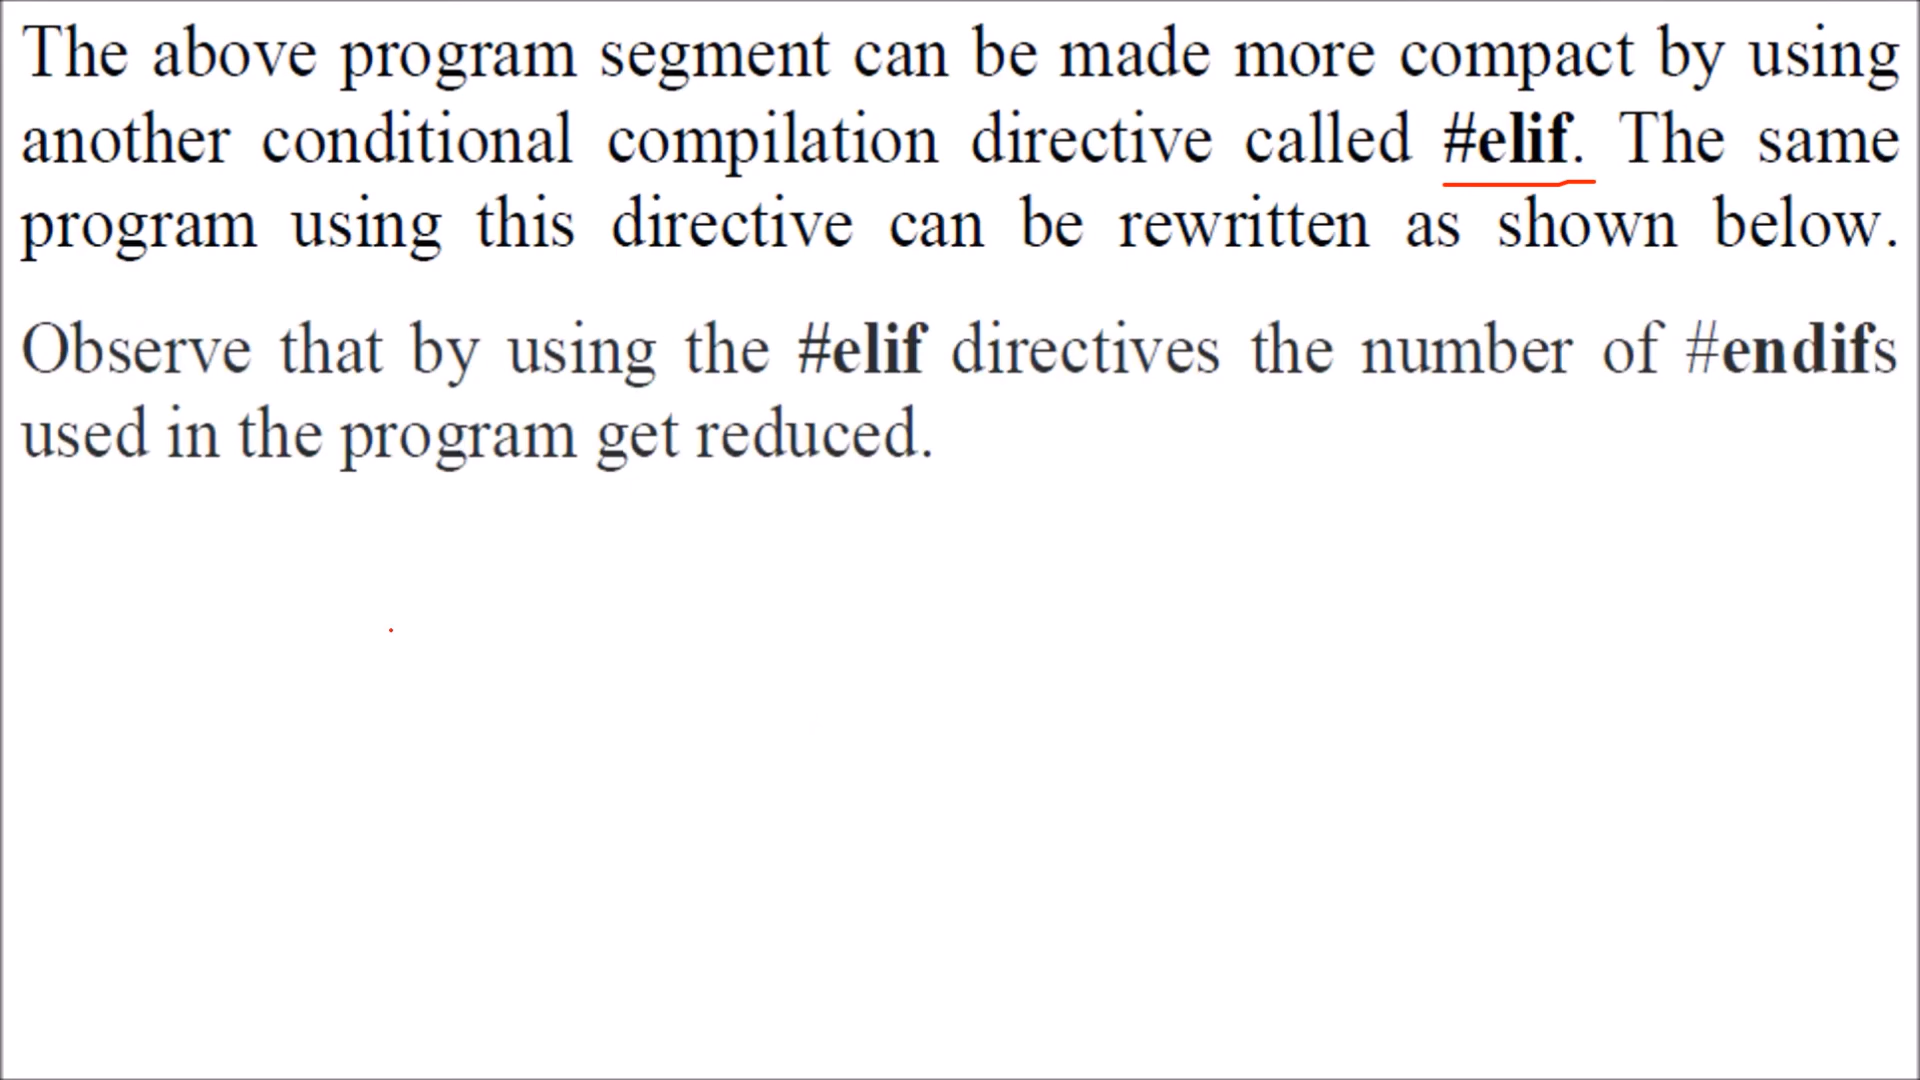 The above program segment can be made more compact by using
another conditional compilation directive called #elif. The same
program using this directive can be rewritten as shown below.
Observe that by using the #elif directives the number of #endifs
used in the program get reduced.